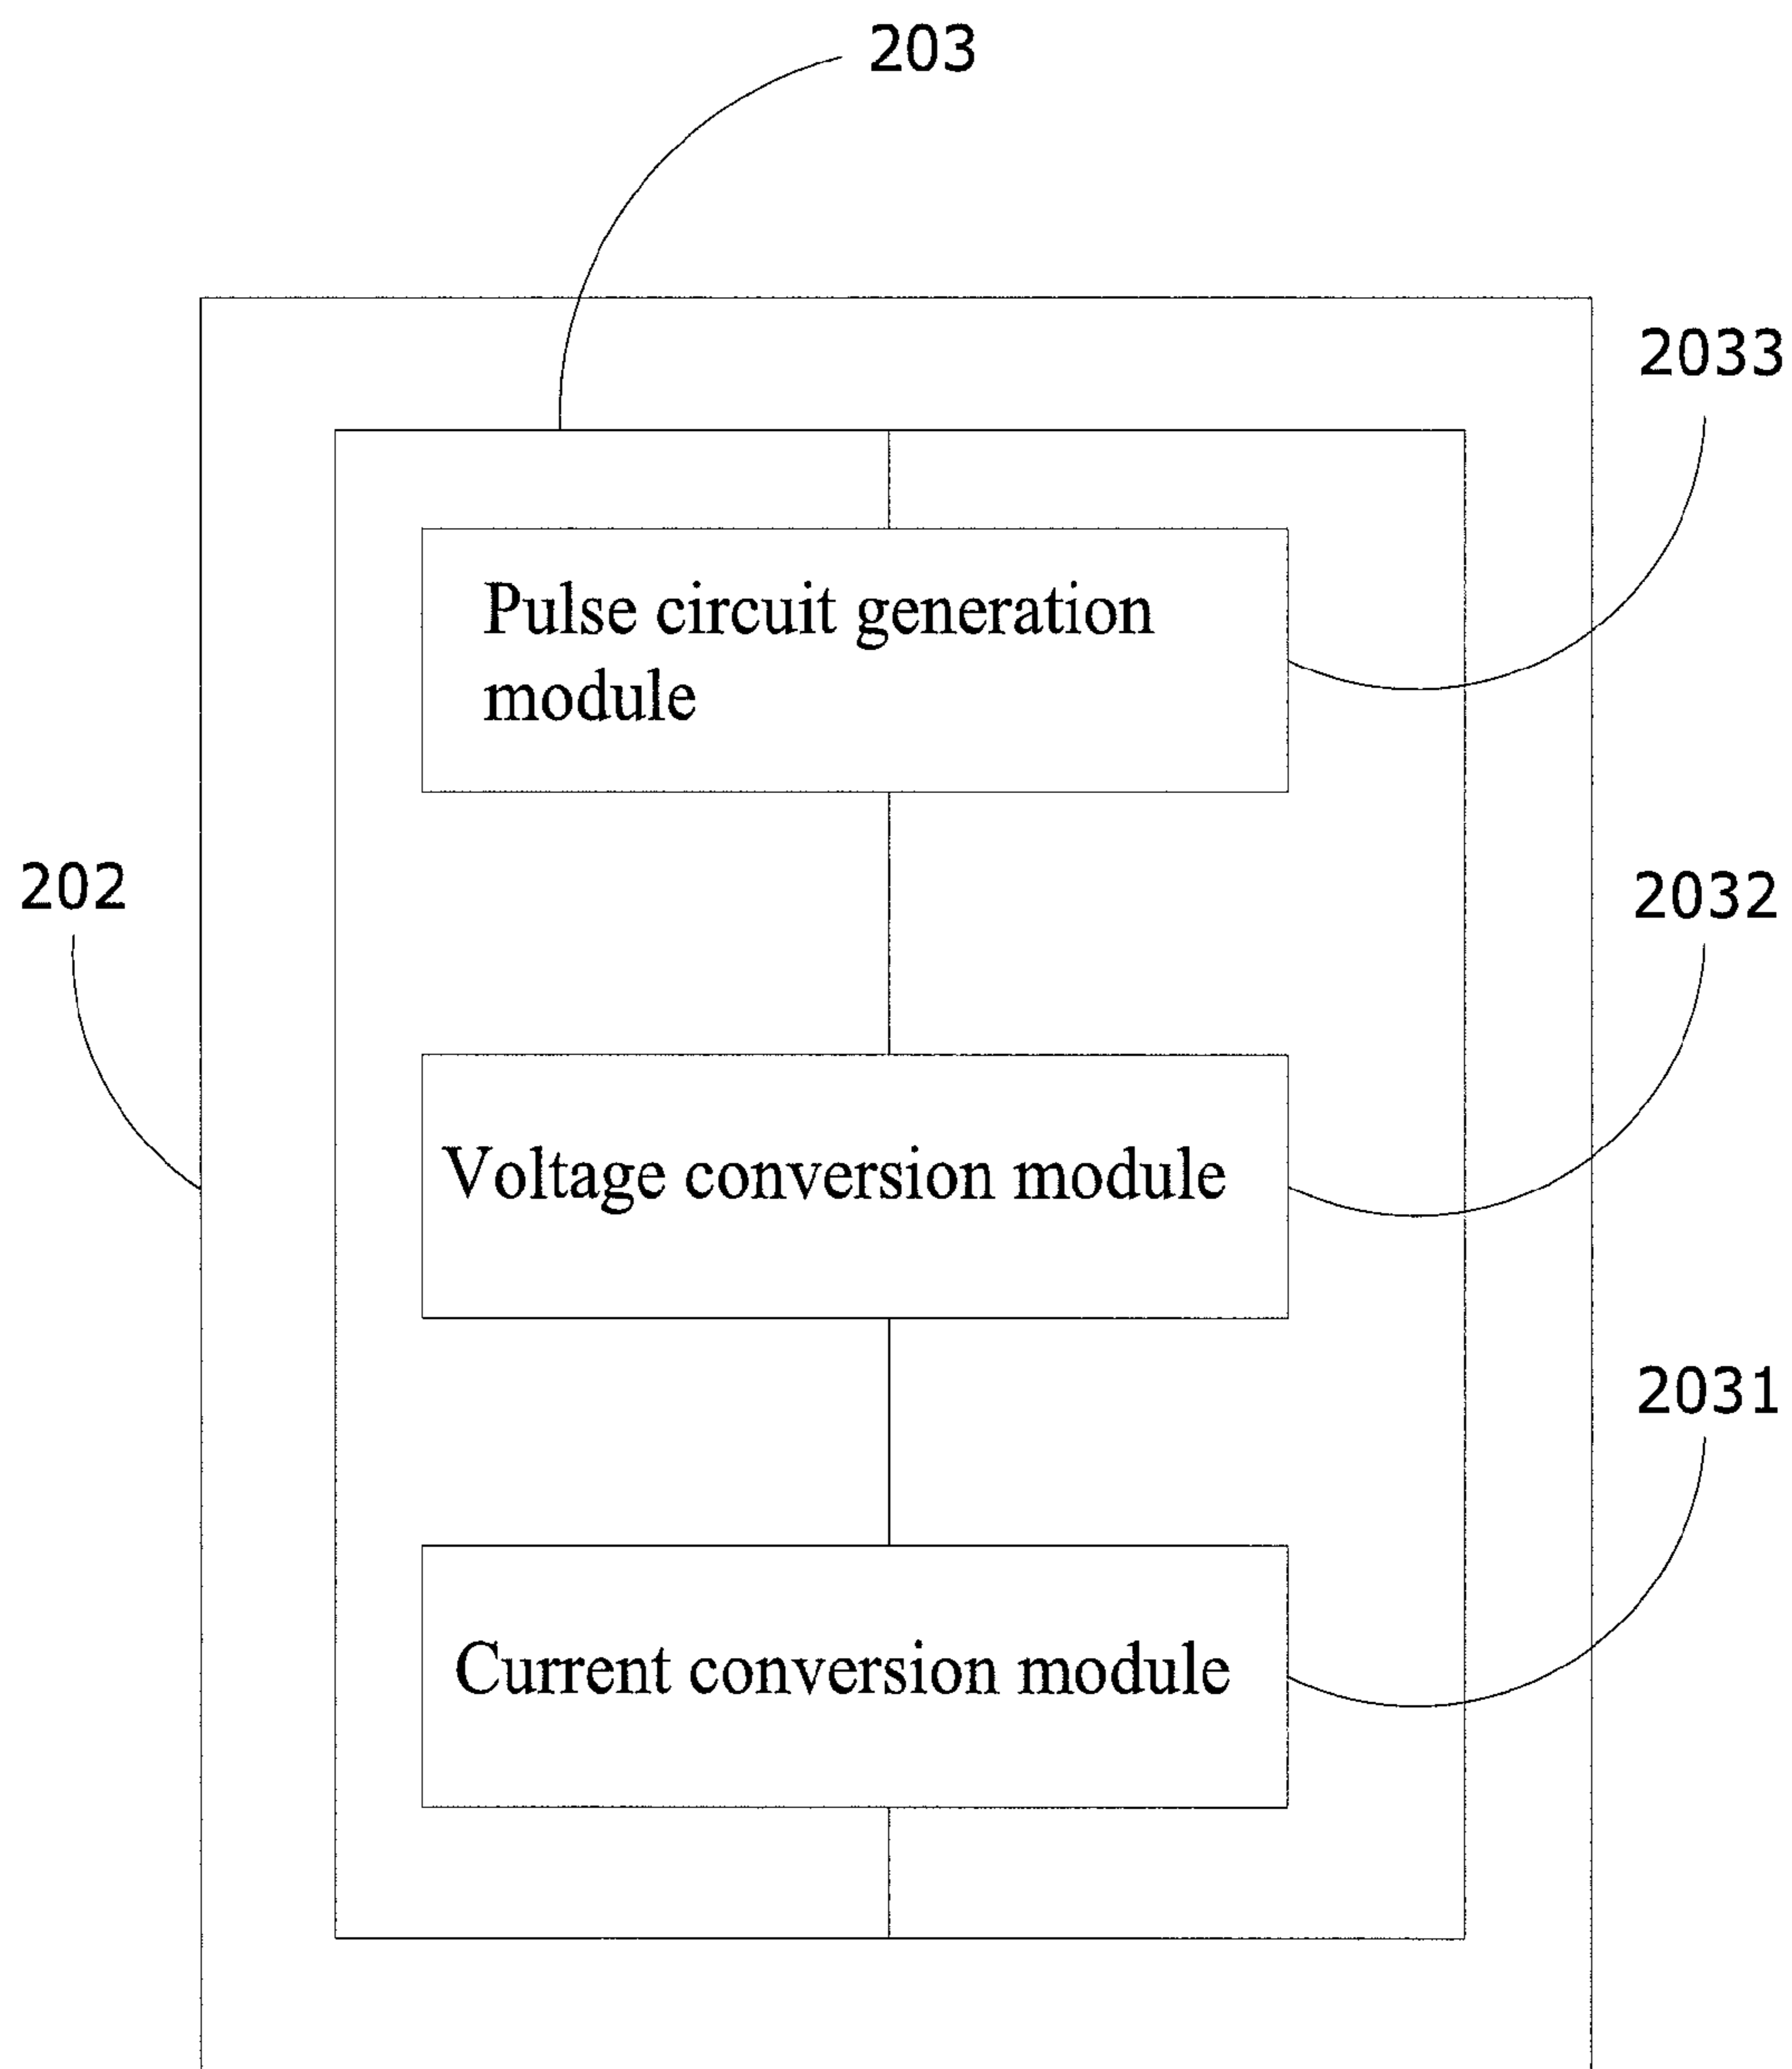 203
2033
Pulse circuit generation
module
202
2032
Voltage conversion module
2031
Current conversion module